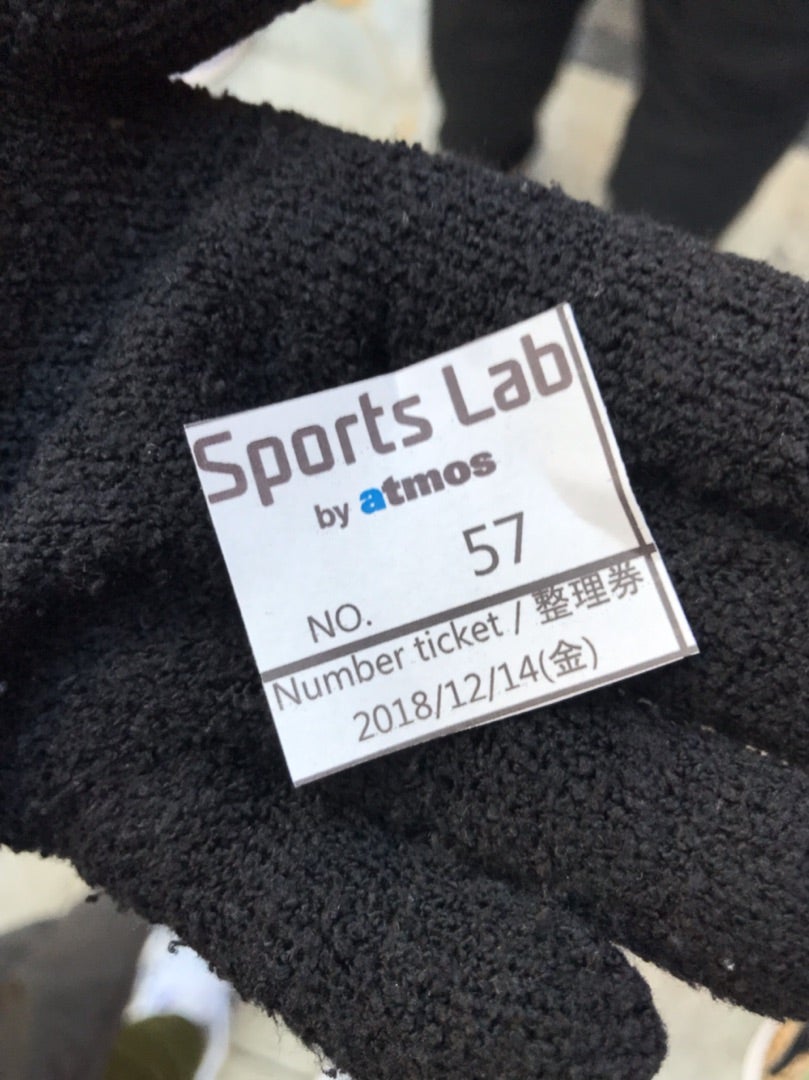 Sports Lab
by atmos
NO. 57
Number ticket / 整理券
2018/12/14(金)